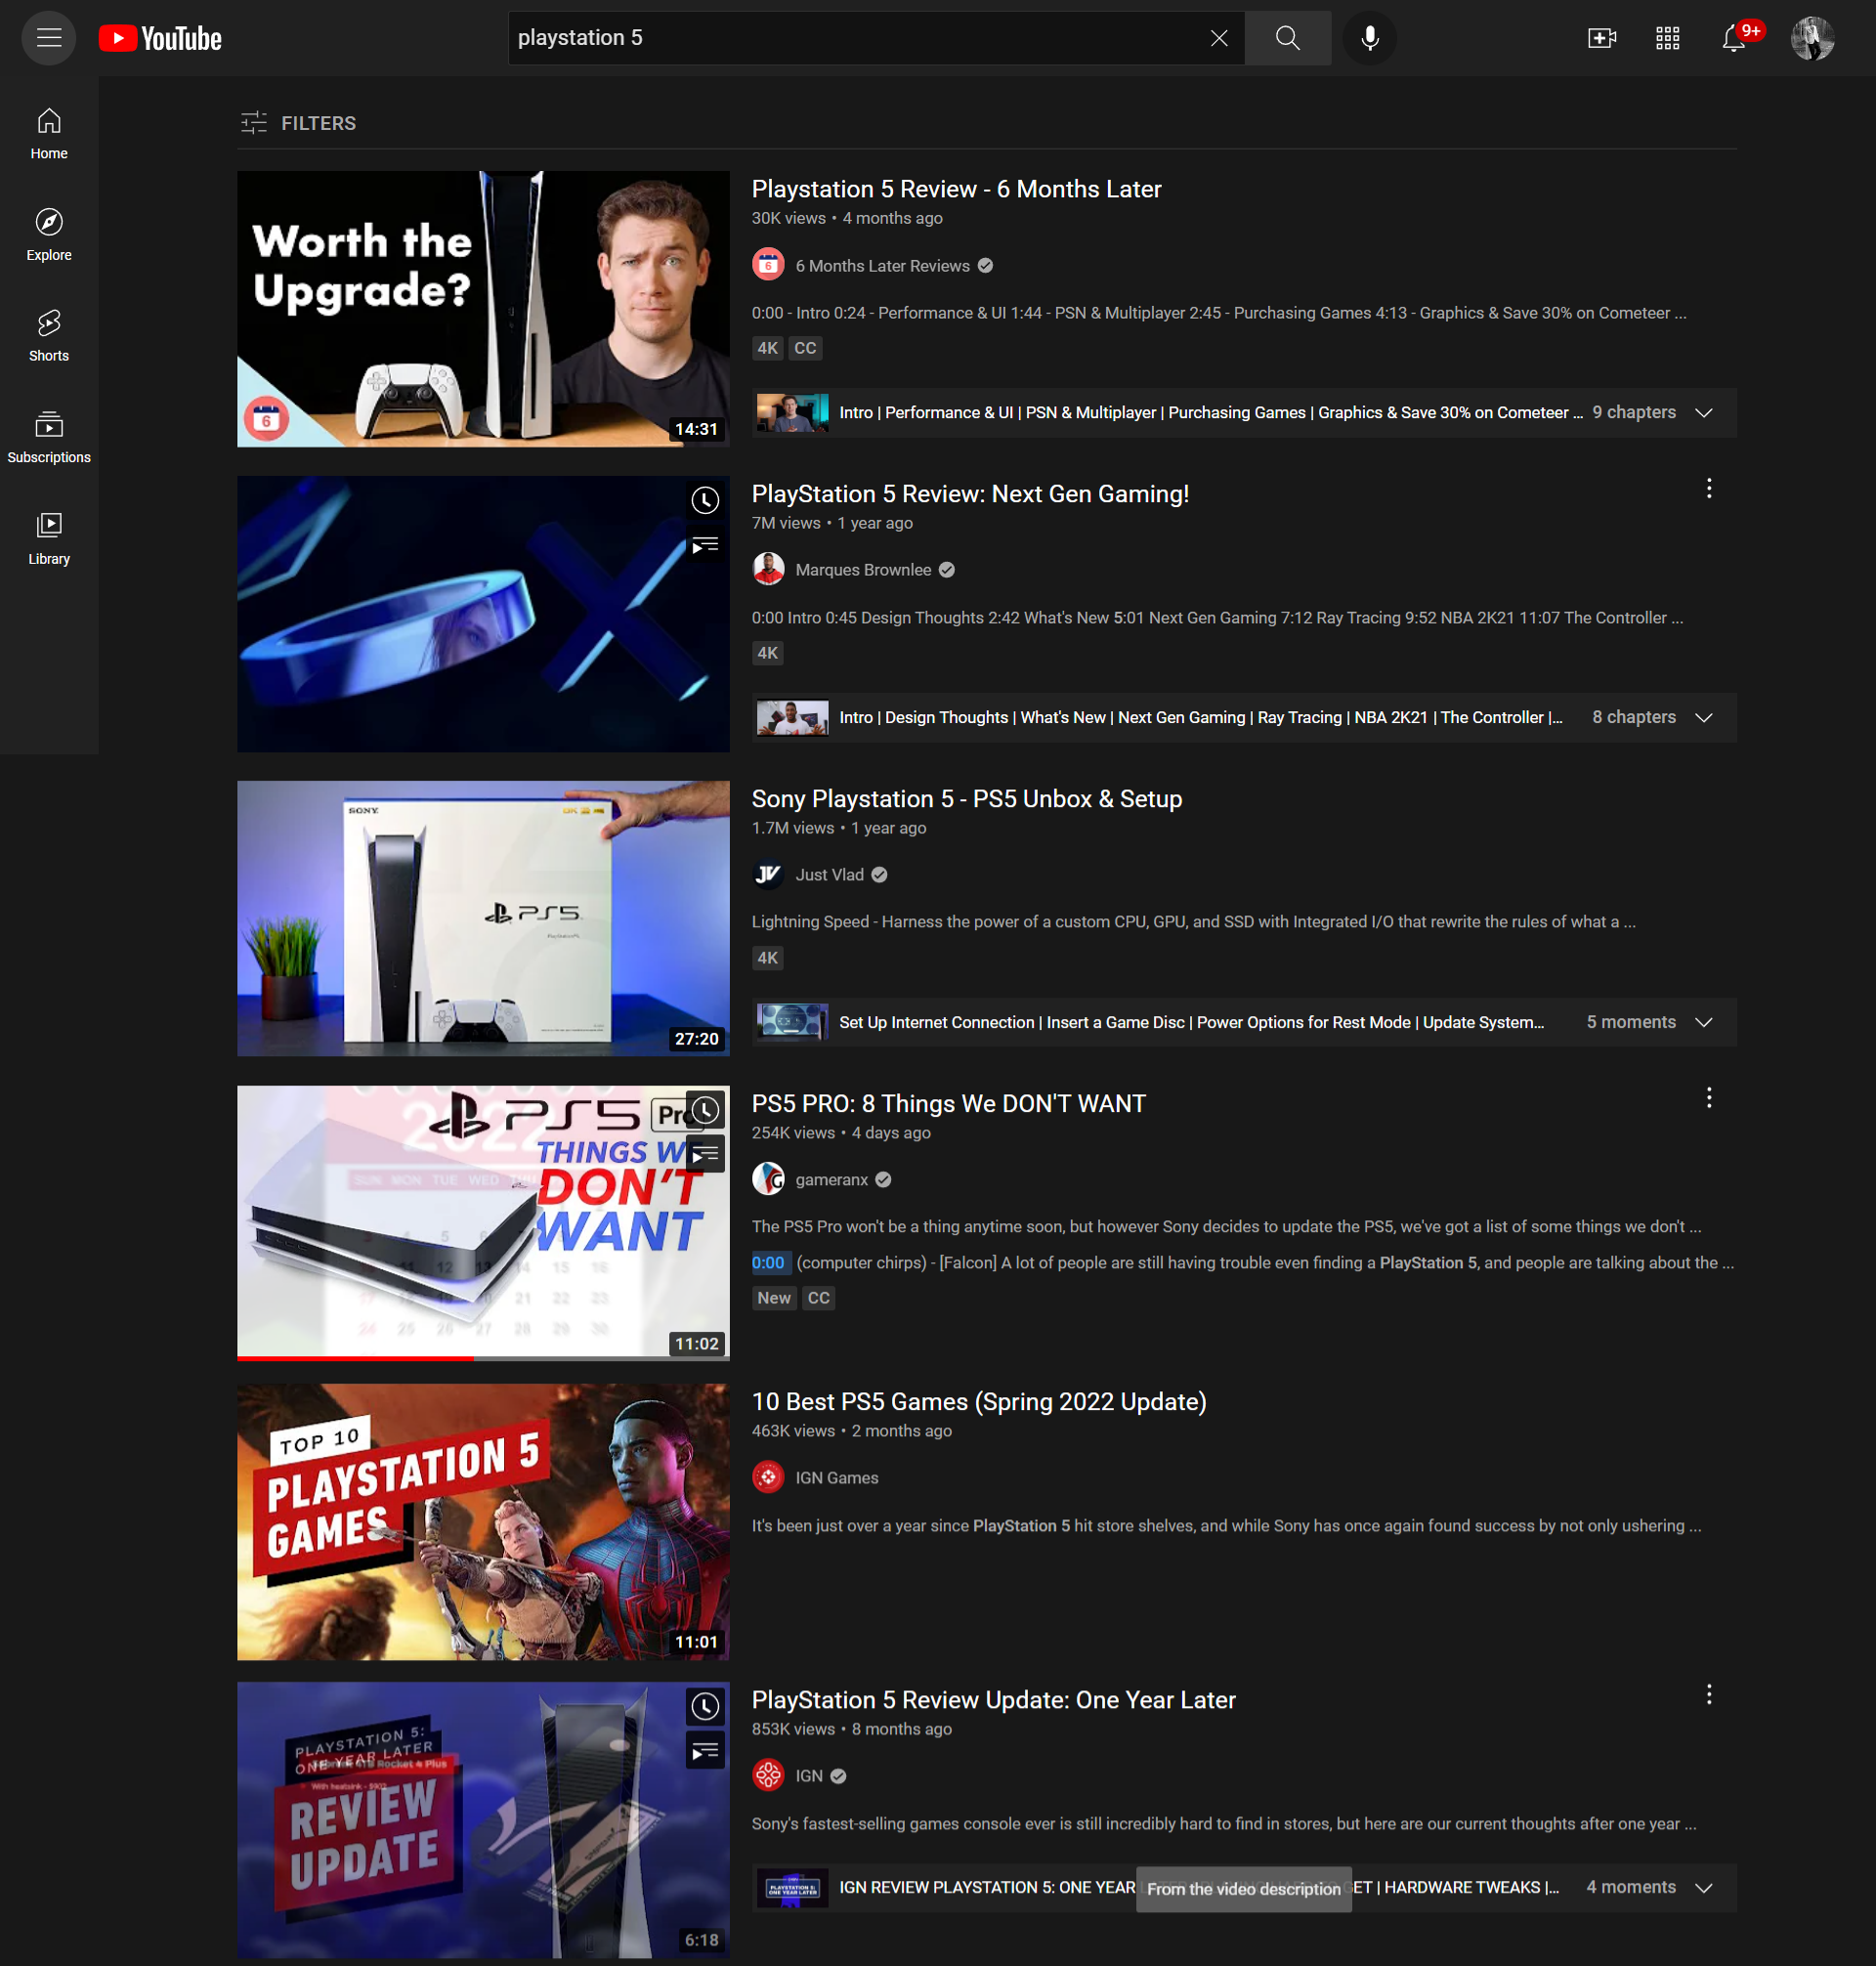 YouTube
playstation 5
9+
Home
Explore
Shorts
Subscriptions
Library
FILTERS
Worth the
Upgrade?
6
14:31
Playstation 5 Review - 6 Months Later
30K views • 4 months ago
6 Months Later Reviews
0:00 - Intro 0:24 - Performance & UI 1:44 - PSN & Multiplayer 2:45 - Purchasing Games 4:13 - Graphics & Save 30% on Cometeer ...
4K CC
Intro | Performance & UI | PSN & Multiplayer | Purchasing Games | Graphics & Save 30% on Cometeer ... 9 chapters
PlayStation 5 Review: Next Gen Gaming!
7M views • 1 year ago
Marques Brownlee
0:00 Intro 0:45 Design Thoughts 2:42 What's New 5:01 Next Gen Gaming 7:12 Ray Tracing 9:52 NBA 2K21 11:07 The Controller ...
4K
Intro | Design Thoughts | What's New | Next Gen Gaming | Ray Tracing | NBA 2K21 | The Controller |... 8 chapters
SONY
PS5
27:20
Sony Playstation 5 - PS5 Unbox & Setup
1.7M views • 1 year ago
JV Just Vlad
Lightning Speed - Harness the power of a custom CPU, GPU, and SSD with Integrated I/O that rewrite the rules of what a ...
4K
Set Up Internet Connection | Insert a Game Disc | Power Options for Rest Mode | Update System... 5 moments
2022
PS5 Pro
THINGS WE
DON'T
WANT
SUN MON TUE WED
11:02
PS5 PRO: 8 Things We DON'T WANT
254K views • 4 days ago
gameranx
The PS5 Pro won't be a thing anytime soon, but however Sony decides to update the PS5, we've got a list of some things we don't ...
0:00 (computer chirps) - [Falcon] A lot of people are still having trouble even finding a PlayStation 5, and people are talking about the ...
New CC
TOP 10
PLAYSTATION 5
GAMES
11:01
10 Best PS5 Games (Spring 2022 Update)
463K views • 2 months ago
IGN Games
It's been just over a year since PlayStation 5 hit store shelves, and while Sony has once again found success by not only ushering ...
PLAYSTATION 5:
ONE YEAR LATER
REVIEW
UPDATE
6:18
PlayStation 5 Review Update: One Year Later
853K views • 8 months ago
IGN
Sony's fastest-selling games console ever is still incredibly hard to find in stores, but here are our current thoughts after one year ...
IGN REVIEW PLAYSTATION 5: ONE YEAR
From the video description
GET | HARDWARE TWEAKS |... 4 moments